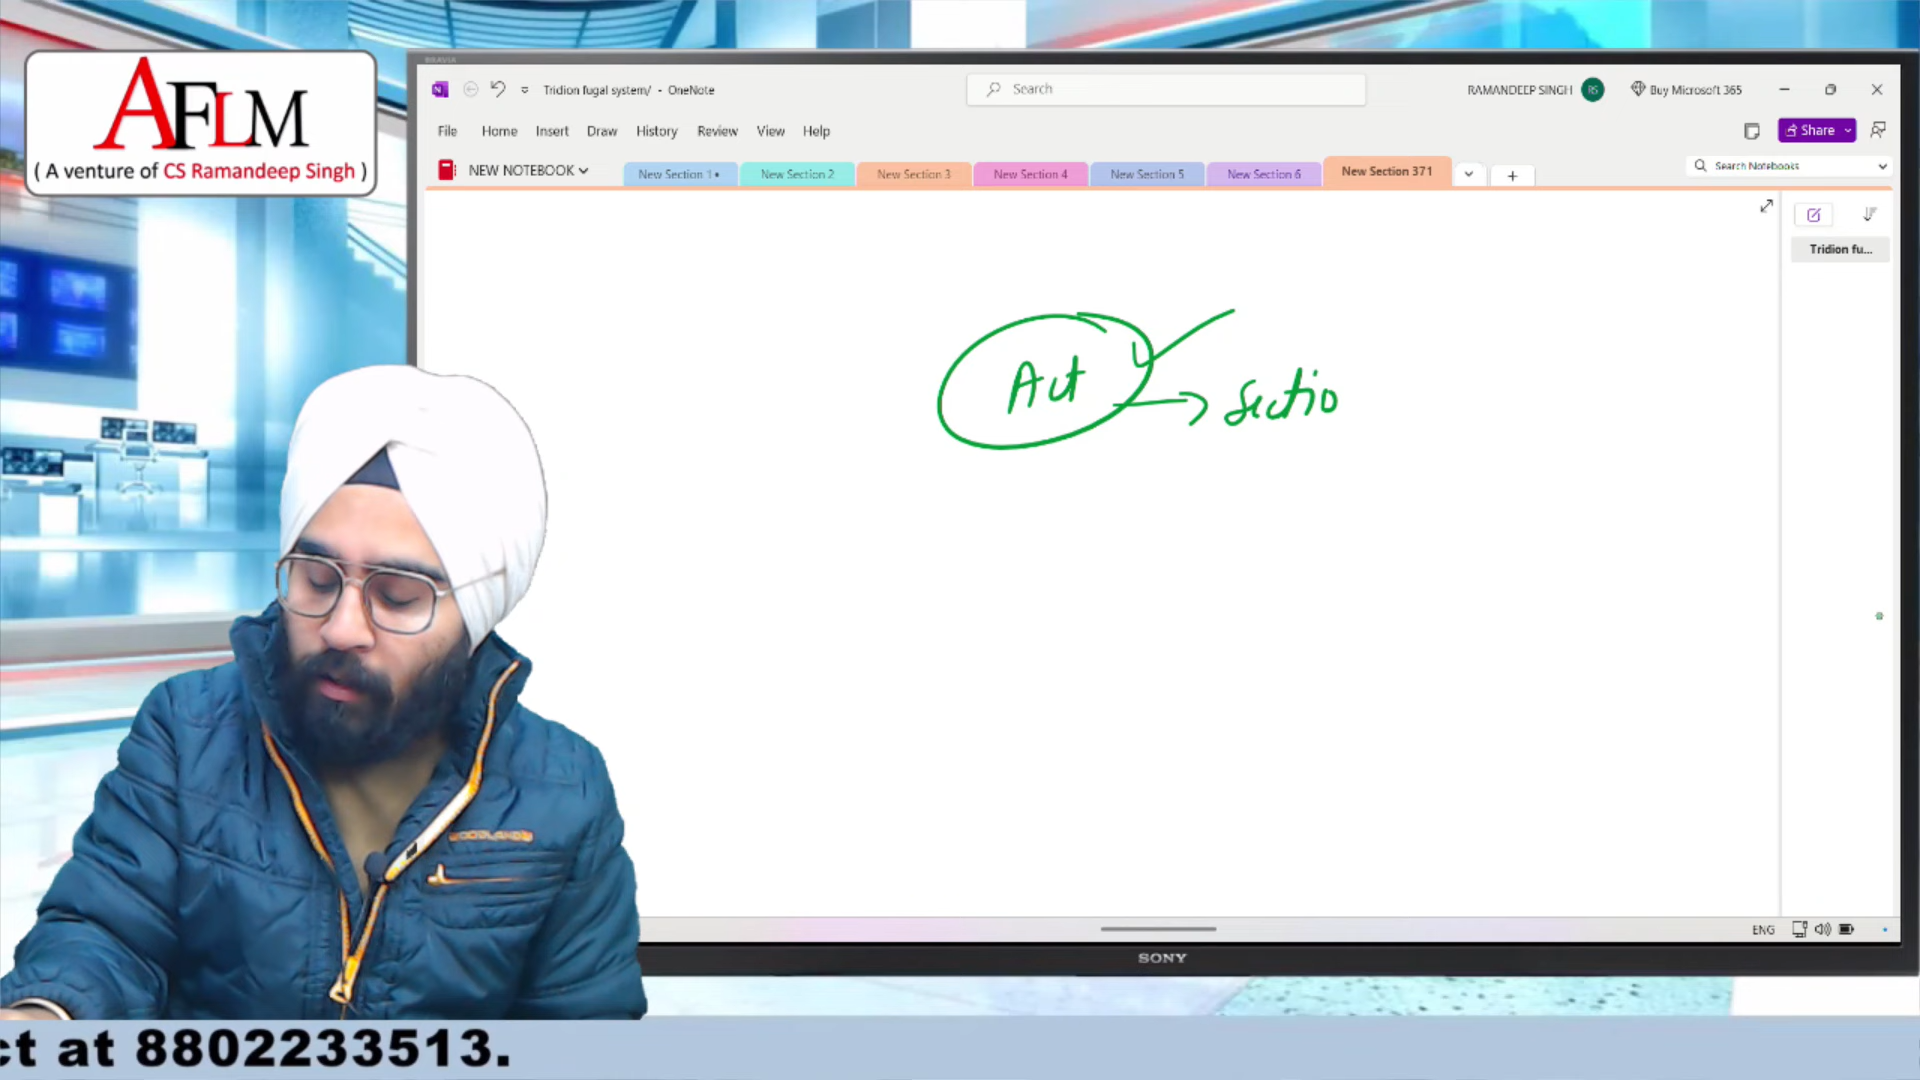 BRAVIA
AFLM
( A venture of CS Ramandeep Singh )
Tridion fugal system/ - OneNote
Search
RAMANDEEP SINGH
RS
Buy Microsoft 365
File Home Insert Draw History Review View Help
Share
NEW NOTEBOOK
New Section 1
New Section 2
New Section 3
New Section 4
New Section 5
New Section 6
New Section 371
Search Notebooks
Tridion fu...
Act
Sectio
ENG
SONY
ct at 8802233513.